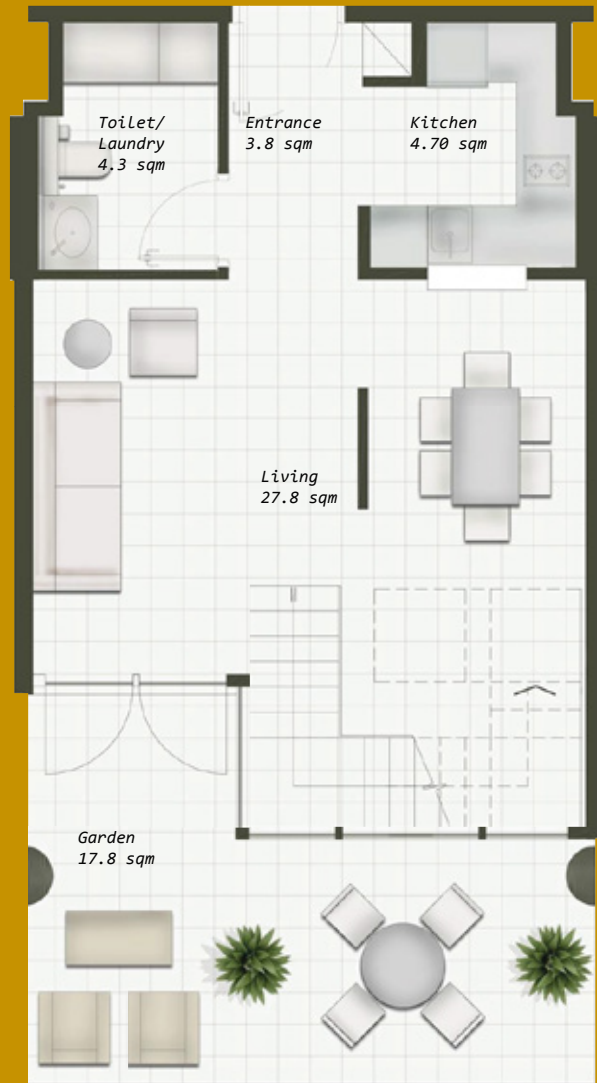 Toilet/
Laundry
4.3 sqm
Entrance
3.8 sqm
Kitchen
4.70 sqm
Living
27.8 sqm
Garden
17.8 sqm